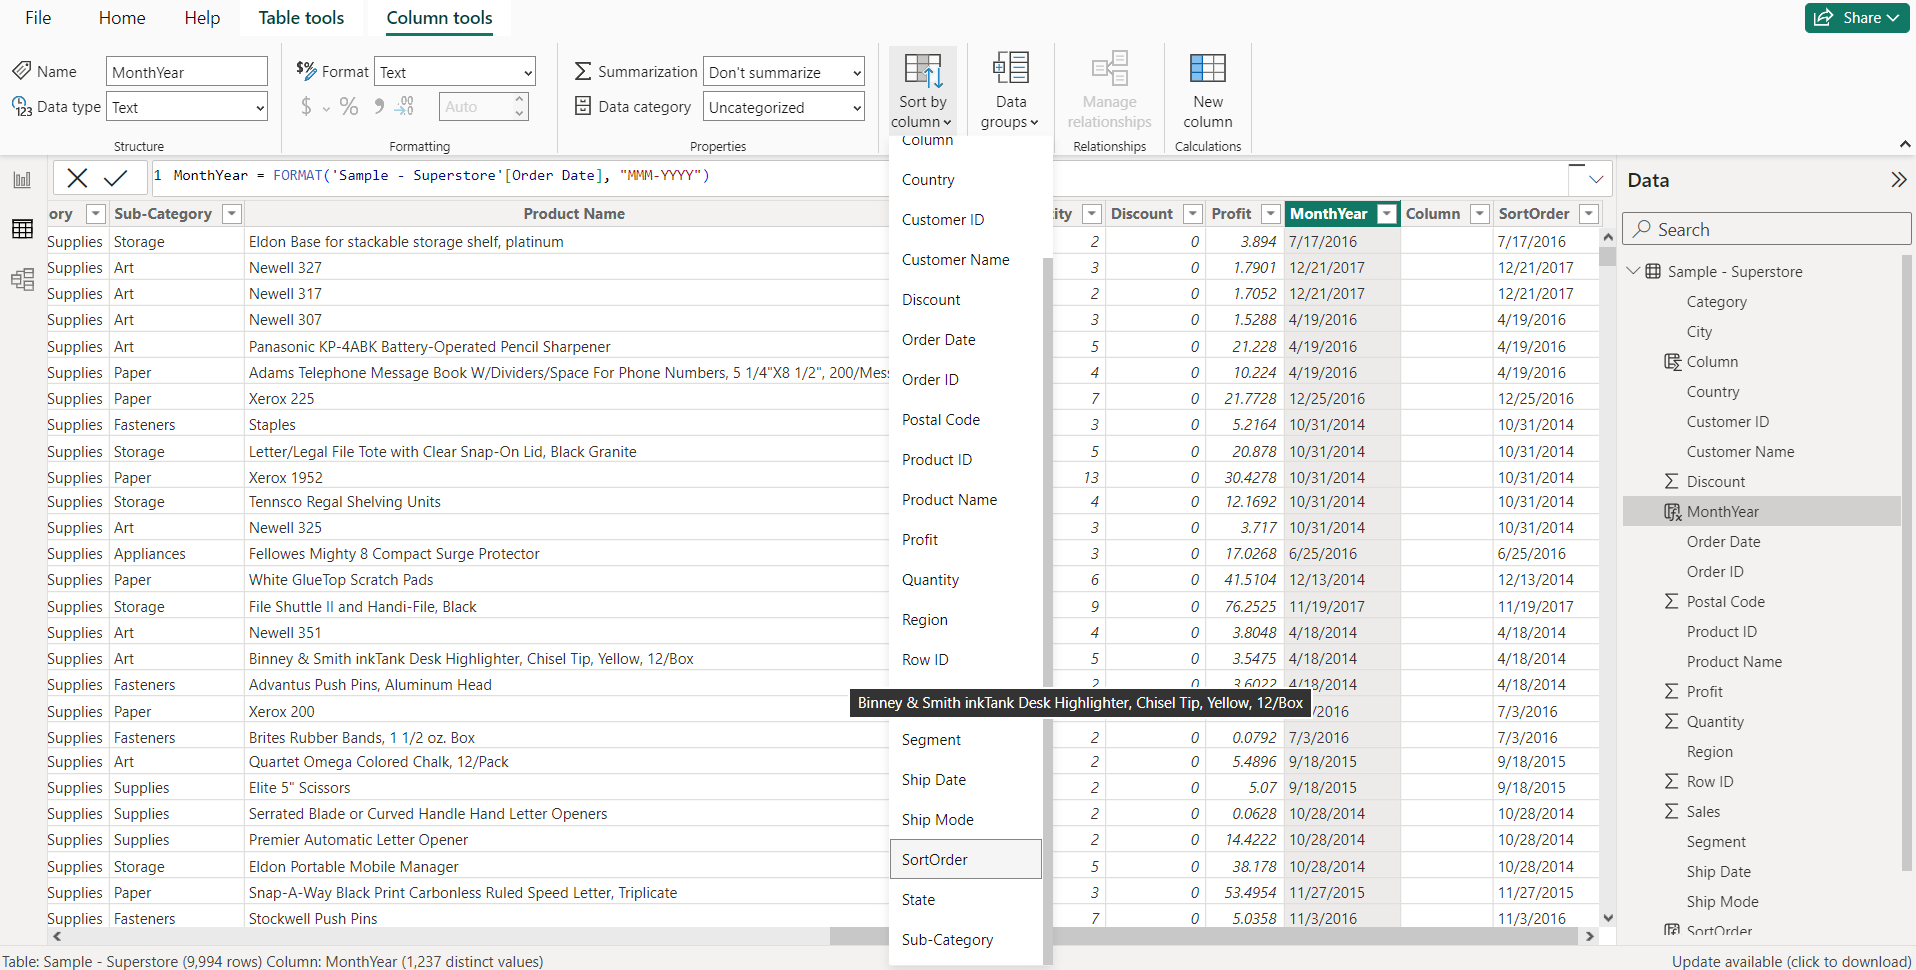 File Home Help Table tools Column tools Share
Name MonthYear $% Format Text Summarization Don't summarize
Data type Text $ % 9 .00 Auto Data category Uncategorized
Sort by column Data groups Manage relationships New column
Structure Formatting Properties Relationships Calculations
1 MonthYear = FORMAT('Sample - Superstore'[Order Date], "MMM-YYYY")
ory Sub-Category Product Name ity Discount Profit MonthYear Column SortOrder
Supplies Storage Eldon Base for stackable storage shelf, platinum 2 0 3.894 7/17/2016 7/17/2016
Supplies Art Newell 327 3 0 1.7901 12/21/2017 12/21/2017
Supplies Art Newell 317 2 0 1.7052 12/21/2017 12/21/2017
Supplies Art Newell 307 3 0 1.5288 4/19/2016 4/19/2016
Supplies Art Panasonic KP-4ABK Battery-Operated Pencil Sharpener 5 0 21.228 4/19/2016 4/19/2016
Supplies Paper Adams Telephone Message Book W/Dividers/Space For Phone Numbers, 5 1/4"X8 1/2", 200/Mess 4 0 10.224 4/19/2016 4/19/2016
Supplies Paper Xerox 225 7 0 21.7728 12/25/2016 12/25/2016
Supplies Fasteners Staples 3 0 5.2164 10/31/2014 10/31/2014
Supplies Storage Letter/Legal File Tote with Clear Snap-On Lid, Black Granite 5 0 20.878 10/31/2014 10/31/2014
Supplies Paper Xerox 1952 13 0 30.4278 10/31/2014 10/31/2014
Supplies Storage Tennsco Regal Shelving Units 4 0 12.1692 10/31/2014 10/31/2014
Supplies Art Newell 325 3 0 3.717 10/31/2014 10/31/2014
Supplies Appliances Fellowes Mighty 8 Compact Surge Protector 3 0 17.0268 6/25/2016 6/25/2016
Supplies Paper White GlueTop Scratch Pads 6 0 41.5104 12/13/2014 12/13/2014
Supplies Storage File Shuttle II and Handi-File, Black 9 0 76.2525 11/19/2017 11/19/2017
Supplies Art Newell 351 4 0 3.8048 4/18/2014 4/18/2014
Supplies Art Binney & Smith inkTank Desk Highlighter, Chisel Tip, Yellow, 12/Box 5 0 3.5475 4/18/2014 4/18/2014
Supplies Fasteners Advantus Push Pins, Aluminum Head 2 0 3.6022 4/18/2014 4/18/2014
Supplies Paper Xerox 200 /2016 7/3/2016
Supplies Fasteners Brites Rubber Bands, 1 1/2 oz. Box 2 0 0.0792 7/3/2016 7/3/2016
Supplies Art Quartet Omega Colored Chalk, 12/Pack 2 0 5.4896 9/18/2015 9/18/2015
Supplies Supplies Elite 5" Scissors 2 0 5.07 9/18/2015 9/18/2015
Supplies Supplies Serrated Blade or Curved Handle Hand Letter Openers 2 0 0.0628 10/28/2014 10/28/2014
Supplies Supplies Premier Automatic Letter Opener 2 0 14.4222 10/28/2014 10/28/2014
Supplies Storage Eldon Portable Mobile Manager 5 0 38.178 10/28/2014 10/28/2014
Supplies Paper Snap-A-Way Black Print Carbonless Ruled Speed Letter, Triplicate 3 0 53.4954 11/27/2015 11/27/2015
Supplies Fasteners Stockwell Push Pins 7 0 5.0358 11/3/2016 11/3/2016
Column
Country
Customer ID
Customer Name
Discount
Order Date
Order ID
Postal Code
Product ID
Product Name
Profit
Quantity
Region
Row ID
Binney & Smith inkTank Desk Highlighter, Chisel Tip, Yellow, 12/Box
Segment
Ship Date
Ship Mode
SortOrder
State
Sub-Category
Data
Search
Sample - Superstore
Category
City
Column
Country
Customer ID
Customer Name
Discount
MonthYear
Order Date
Order ID
Postal Code
Product ID
Product Name
Profit
Quantity
Region
Row ID
Sales
Segment
Ship Date
Ship Mode
SortOrder
Table: Sample - Superstore (9,994 rows) Column: MonthYear (1,237 distinct values)
Update available (click to download)